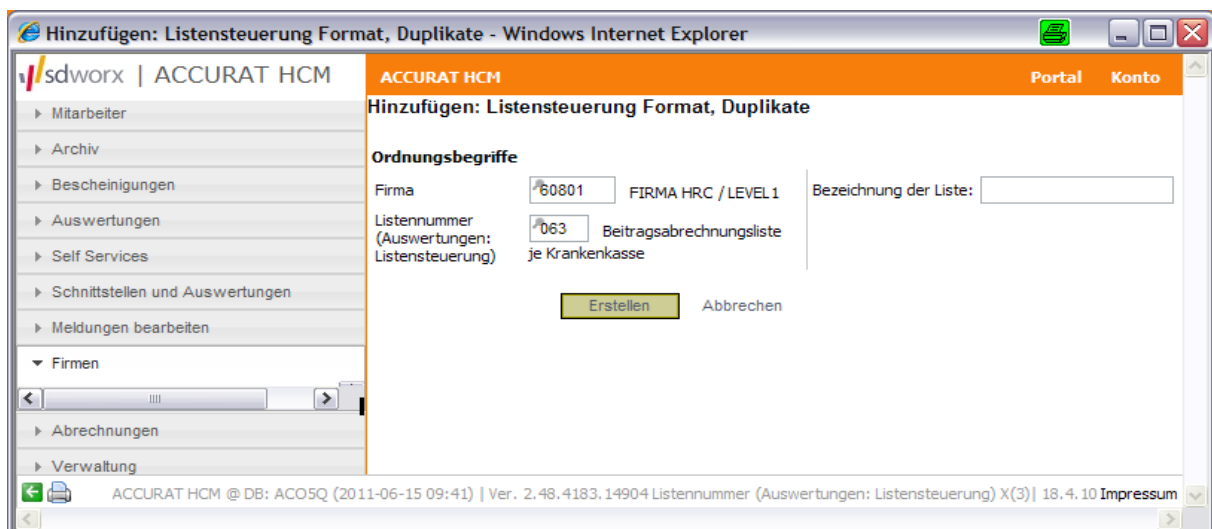 Hinzufügen: Listensteuerung Format, Duplikate - Windows Internet Explorer
sdworx | ACCURAT HCM
ACCURAT HCM
Portal Konto
Mitarbeiter
Archiv
Bescheinigungen
Auswertungen
Self Services
Schnittstellen und Auswertungen
Meldungen bearbeiten
Firmen
Abrechnungen
Verwaltung
Hinzufügen: Listensteuerung Format, Duplikate
Ordnungsbegriffe
Firma 60801 FIRMA HRC / LEVEL1
Bezeichnung der Liste:
Listennummer
(Auswertungen:
Listensteuerung)
063 Beitragsabrechnungsliste
je Krankenkasse
Erstellen Abbrechen
ACCURAT HCM @ DB: ACO5Q (2011-06-15 09:41) | Ver. 2.48.4183.14904 Listennummer (Auswertungen: Listensteuerung) X(3)| 18.4.10 Impressum